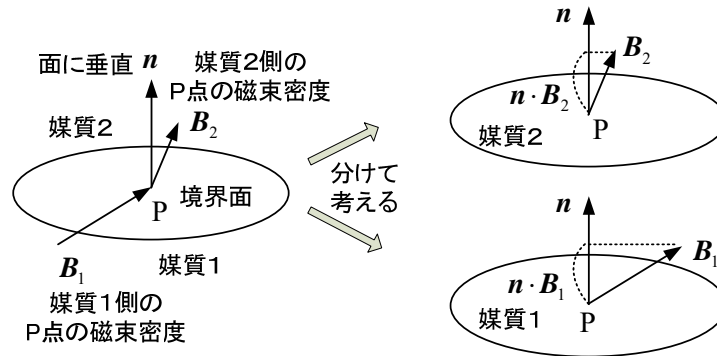 面に垂直 n
媒質2側の
P点の磁束密度
媒質2
B2
境界面
P
B1
媒質1
媒質1側の
P点の磁束密度
分けて
考える
n
B2
n・B2
媒質2
P
n
B1
n・B1
媒質1
P